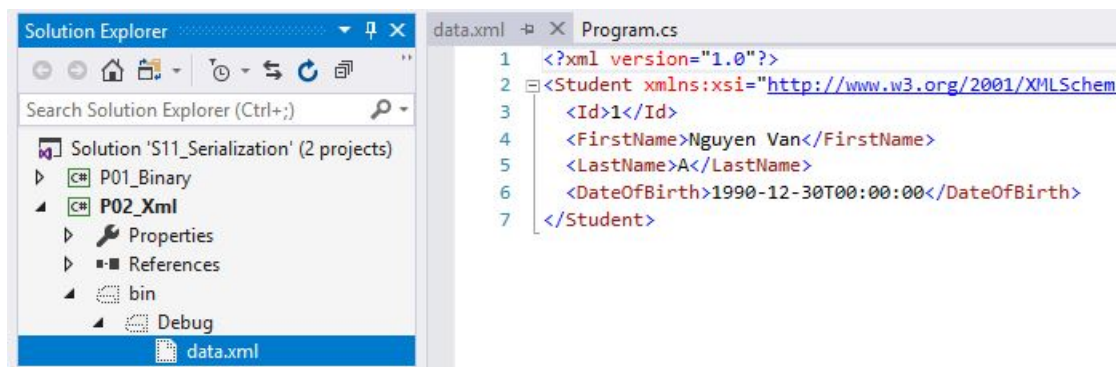 Solution Explorer
Search Solution Explorer (Ctrl+;)
Solution 'S11_Serialization' (2 projects)
C# P01_Binary
C# P02_Xml
Properties
References
bin
Debug
data.xml
data.xml Program.cs
1 <?xml version="1.0"?>
2 <Student xmlns:xsi="http://www.w3.org/2001/XMLSchem
3 <Id>1</Id>
4 <FirstName>Nguyen Van</FirstName>
5 <LastName>A</LastName>
6 <DateOfBirth>1990-12-30T00:00:00</DateOfBirth>
7 </Student>